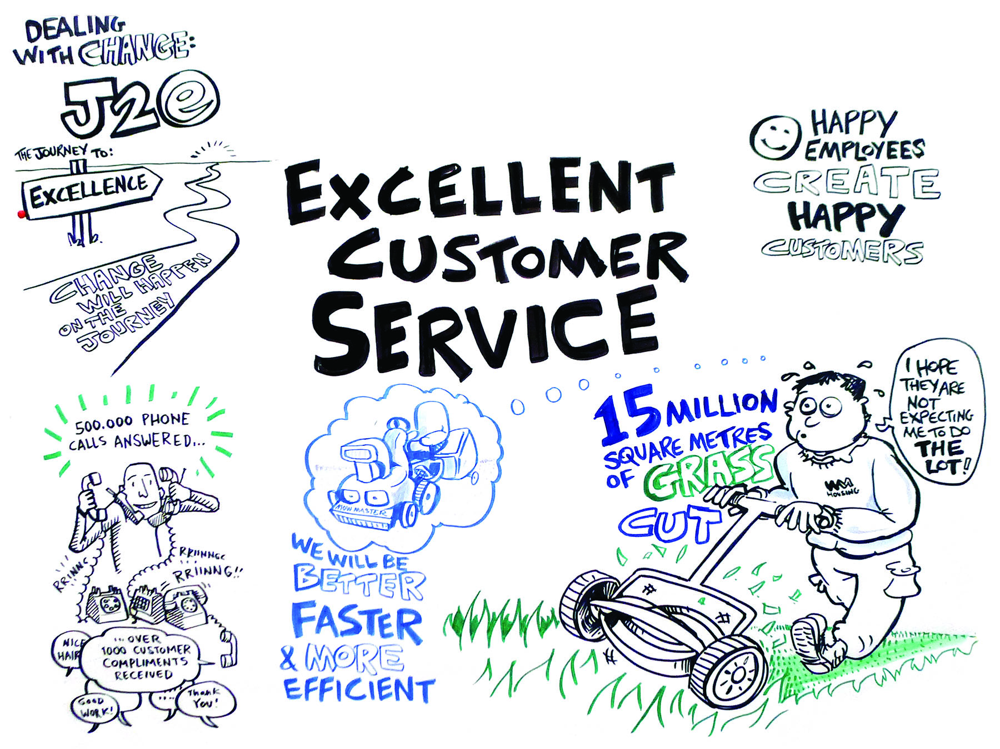 DEALING
WITH CHANGE:
J2e
THE JOURNEY TO:
EXCELLENCE
CHANGE
WILL HAPPEN
ON THE
JOURNEY
EXCELLENT
CUSTOMER
SERVICE
HAPPY
EMPLOYEES
CREATE
HAPPY
CUSTOMERS
500.000 PHONE
CALLS ANSWERED...
RRINNG
RRIINNGG
RRIINNG!!
NICE
HAIR
...OVER
1000 CUSTOMER
COMPLIMENTS
RECEIVED
GOOD
WORK!
....
Thank
You!
MOW MASTER
WE WILL BE
BETTER
FASTER
& MORE
EFFICIENT
15 MILLION
SQUARE METRES
OF GRASS
CUT
I HOPE
THEY ARE
NOT
EXPECTING
ME TO DO
THE
LOT!
HOUSING